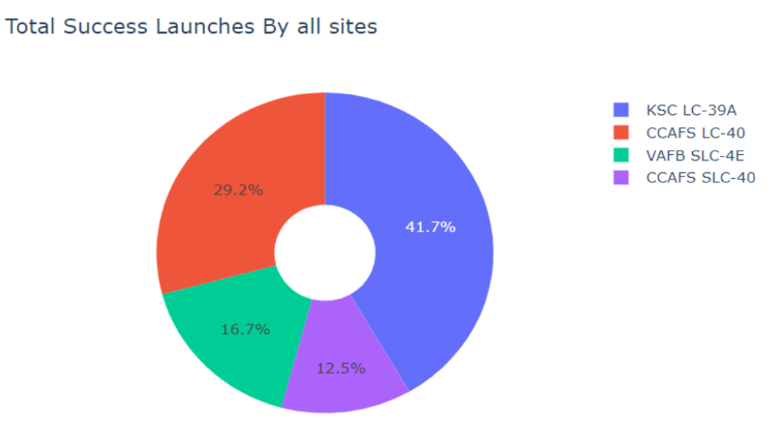 Total Success Launches By all sites
KSC LC-39A
CCAFS LC-40
VAFB SLC-4E
CCAFS SLC-40
29.2%
41.7%
16.7%
12.5%